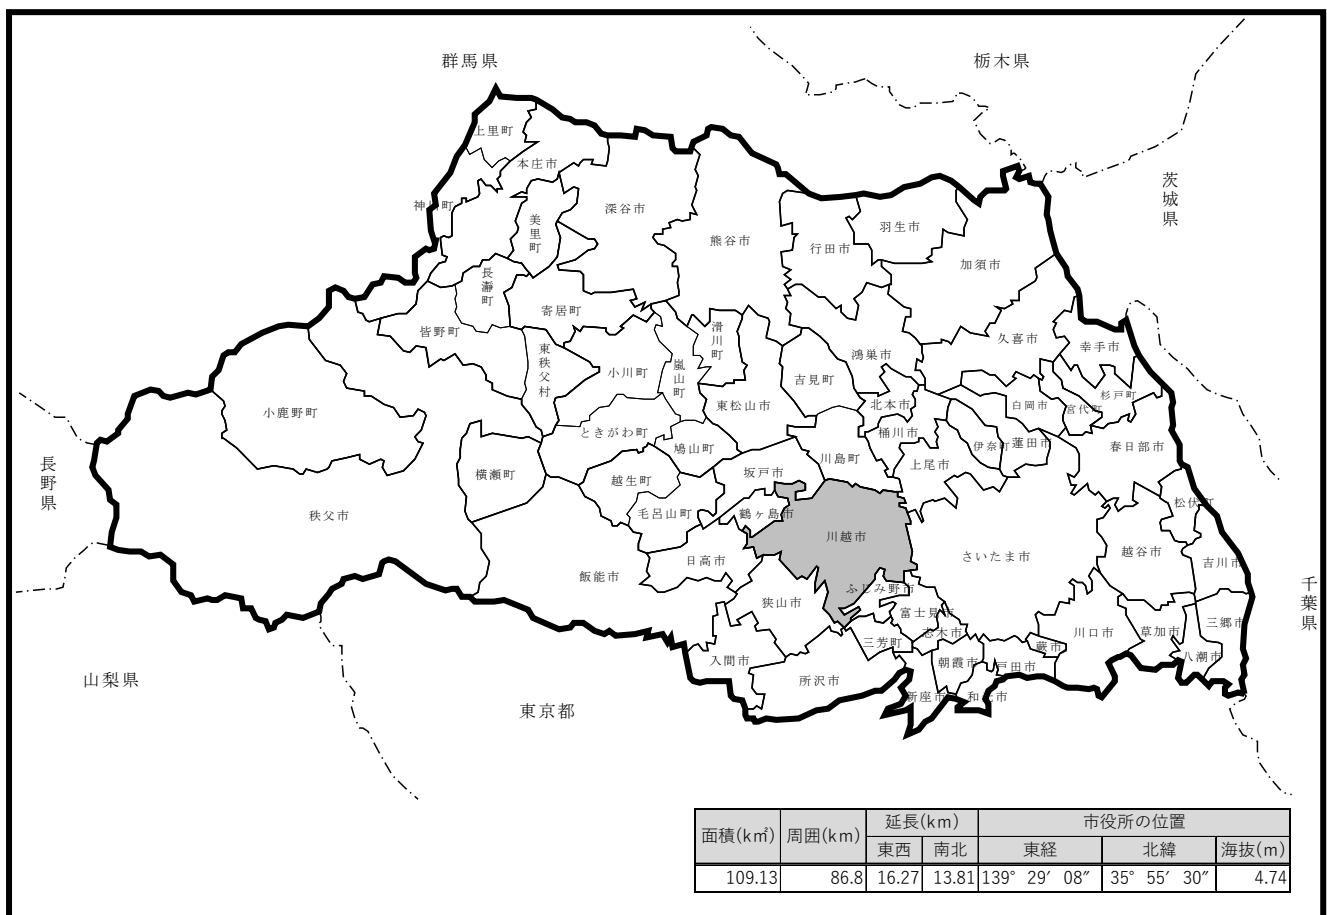 群馬県
栃木県
茨城県
上里町
本庄市
神川町
美里町
深谷市
熊谷市
行田市
羽生市
加須市
長瀞町
寄居町
皆野町
東秩父村
小川町
嵐山町
滑川町
吉見町
鴻巣市
久喜市
幸手市
杉戸町
宮代町
白岡市
小鹿野町
東松山市
北本市
桶川市
ときがわ町
鳩山町
伊奈町
蓮田市
春日部市
長野県
横瀬町
越生町
坂戸市
川島町
上尾市
秩父市
毛呂山町
鶴ヶ島市
川越市
さいたま市
松伏町
越谷市
吉川市
飯能市
日高市
狭山市
ふじみ野市
富士見市
志木市
三芳町
川口市
草加市
三郷市
千葉県
入間市
所沢市
朝霞市
戸田市
蕨市
八潮市
新座市
和光市
山梨県
東京都
面積(k㎡) 周囲(km) 延長(km) 市役所の位置
東西 南北 東経 北緯 海抜(m)
109.13 86.8 16.27 13.81 139° 29′ 08″ 35° 55′ 30″ 4.74